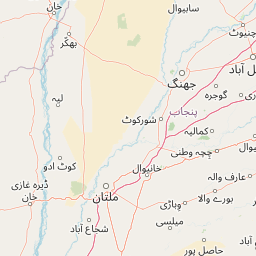 ساہیوال
خان
چنیوٹ
بھکر
ل آباد
جھنگ
گوجرہ
لیہ
پنجاب
شورکوٹ
کمالیہ
چچہ وطنی
کوٹ ادو
خانیوال
عارف والہ
ڈیرہ غازی
خان
ملتان
بورے والا
وہاڑی
میلسی
شجاع آباد
حاصل پور